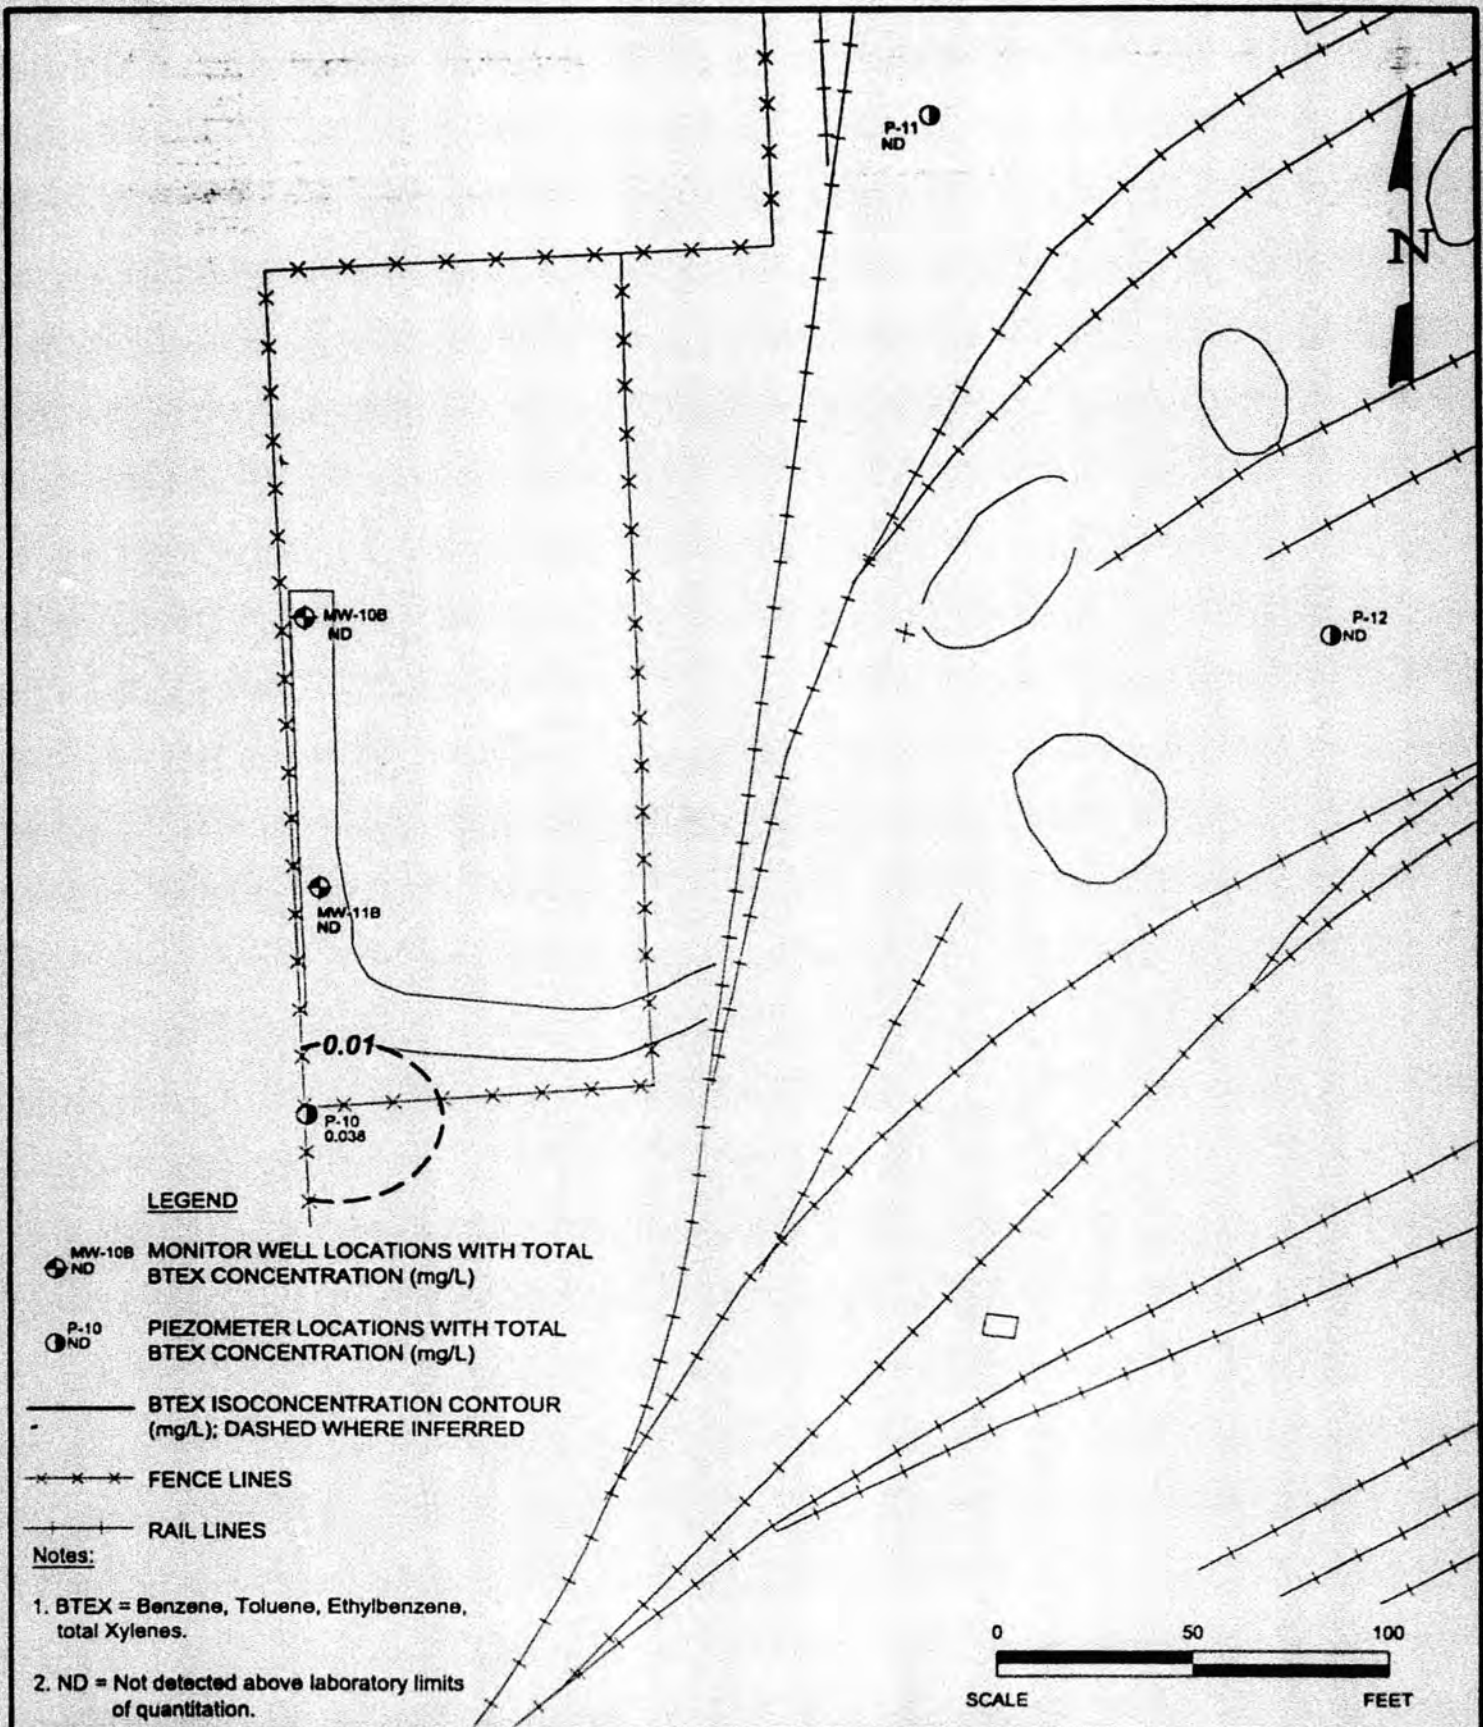 P-11
ND
N
MW-10B
ND
P-12
ND
MW-11B
ND
0.01
P-10
0.038
LEGEND
MW-10B
ND
MONITOR WELL LOCATIONS WITH TOTAL
BTEX CONCENTRATION (mg/L)
P-10
ND
PIEZOMETER LOCATIONS WITH TOTAL
BTEX CONCENTRATION (mg/L)
BTEX ISOCONCENTRATION CONTOUR
(mg/L); DASHED WHERE INFERRED
FENCE LINES
RAIL LINES
Notes:
1. BTEX = Benzene, Toluene, Ethylbenzene,
total Xylenes.
2. ND = Not detected above laboratory limits
of quantitation.
0 50 100
SCALE FEET